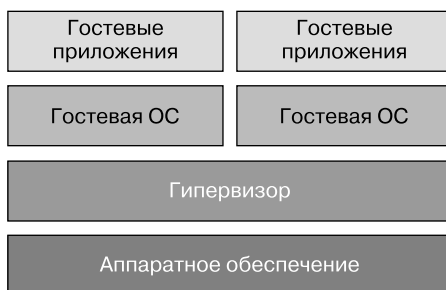 Гостевые
приложения
Гостевые
приложения
Гостевая ОС
Гостевая ОС
Гипервизор
Аппаратное обеспечение